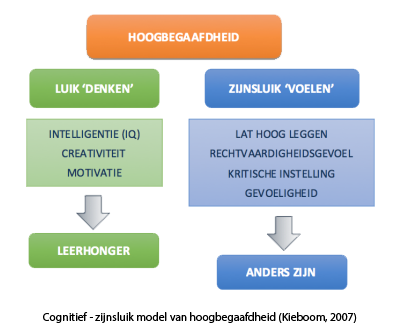 HOOGBEGAAFDHEID
LUIK ‘DENKEN’
INTELLIGENTIE (IQ)
CREATIVITEIT
MOTIVATIE
LEERHONGER
ZIJNSLUIK ‘VOELEN’
LAT HOOG LEGGEN
RECHTVAARDIGHEIDSGEVOEL
KRITISCHE INSTELLING
GEVOELIGHEID
ANDERS ZIJN
Cognitief - zijnsluik model van hoogbegaafdheid (Kieboom, 2007)